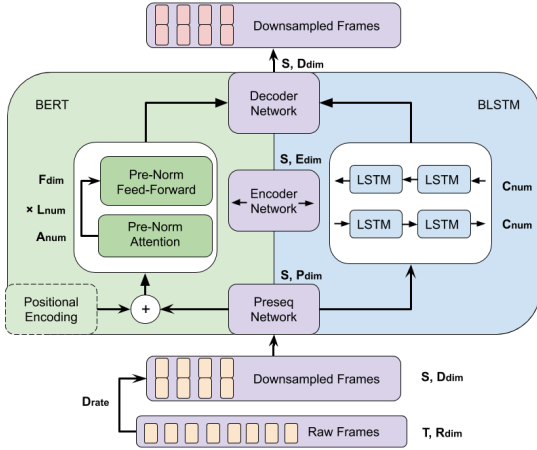 Downsampled Frames
S, Ddim
BERT
Decoder
Network
BLSTM
S, Edim
Fdim
Pre-Norm
Feed-Forward
× Lnum
Anum
Pre-Norm
Attention
Encoder
Network
LSTM
LSTM
Cnum
LSTM
LSTM
Cnum
S, Pdim
Positional
Encoding
+
Preseq
Network
Downsampled Frames
S, Ddim
Drate
Raw Frames
T, Rdim